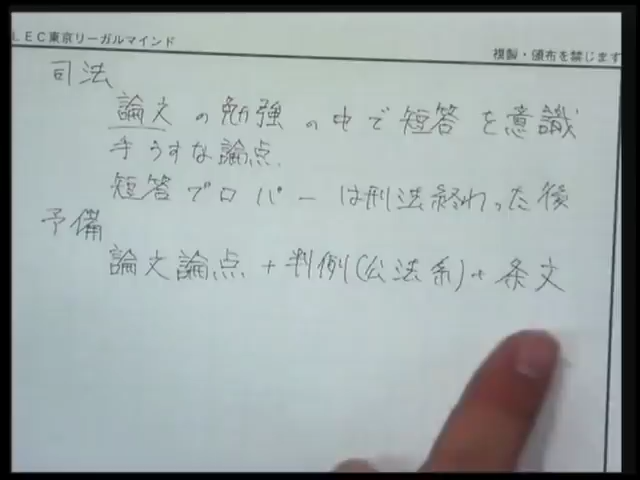 LEC東京リーガルマインド
複製・頒布を禁じます
司法
論文の勉強の中で短答を意識
手うすな論点.
短答プロパーは刑法終わった後
予備
論文論点+判例(公法系)+条文